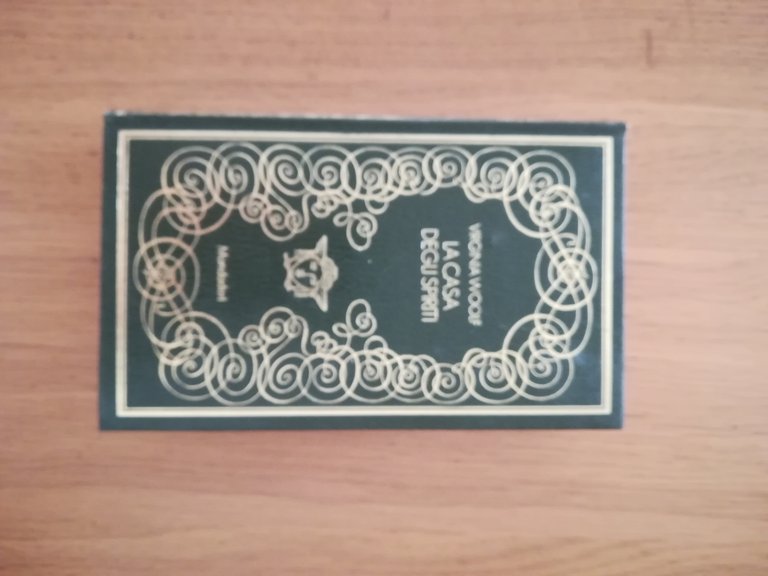 VIRGINIA WOOLF
LA CASA
DEGLI SPIRITI
Mondadori